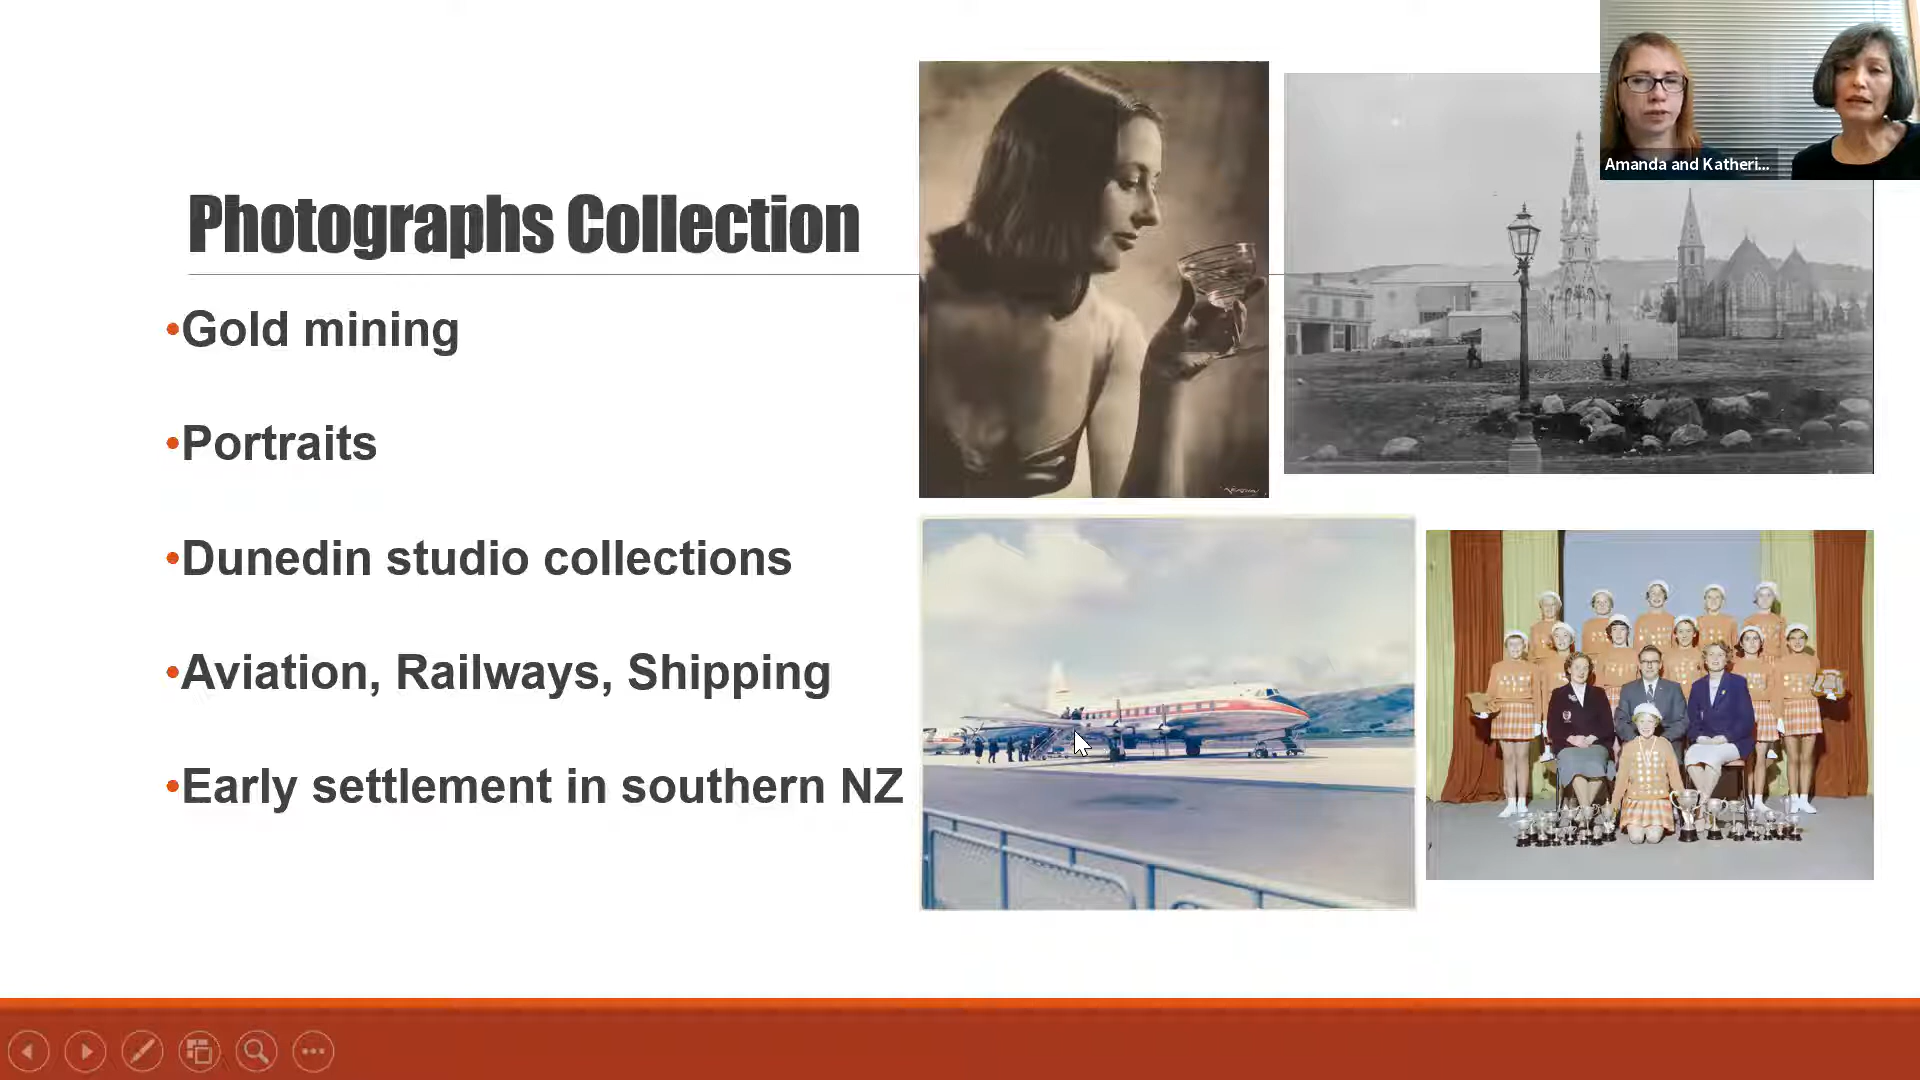 Amanda and Katheri...
Photographs Collection
•Gold mining
•Portraits
•Dunedin studio collections
•Aviation, Railways, Shipping
•Early settlement in southern NZ